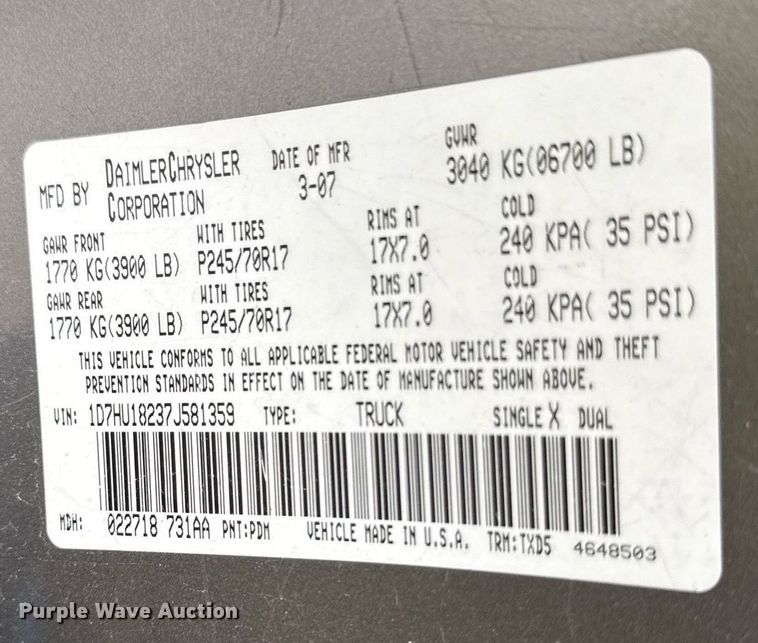 MFD BY DAIMLERCHRYSLER CORPORATION DATE OF MFR 3-07 GVWR 3040 KG(06700 LB)
GAWR FRONT WITH TIRES RIMS AT COLD
1770 KG(3900 LB) P245/70R17 17X7.0 240 KPA( 35 PSI)
GAWR REAR WITH TIRES RIMS AT COLD
1770 KG(3900 LB) P245/70R17 17X7.0 240 KPA( 35 PSI)
THIS VEHICLE CONFORMS TO ALL APPLICABLE FEDERAL MOTOR VEHICLE SAFETY AND THEFT
PREVENTION STANDARDS IN EFFECT ON THE DATE OF MANUFACTURE SHOWN ABOVE.
VIN: 1D7HU18237J581359 TYPE: TRUCK SINGLE X DUAL
MDH: 022718 731AA PNT:PDM VEHICLE MADE IN U.S.A. TRM:TXD5 4648503
Purple Wave Auction